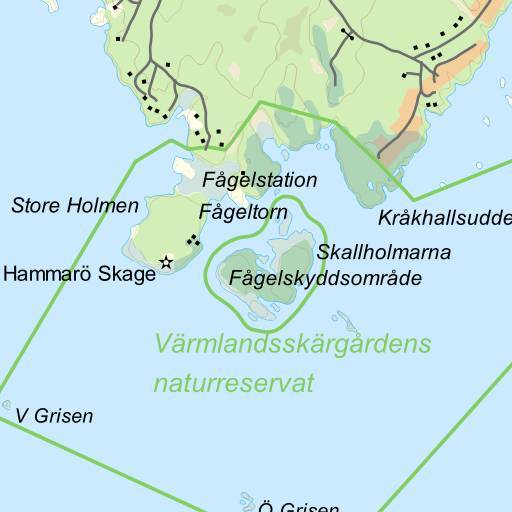 Fågelstation
Store Holmen
Fågeltorn
Kråkhallsudde
Skallholmarna
Hammarö Skage
Fågelskyddsområde
Värmlandsskärgårdens
naturreservat
V Grisen
Ö Grisen